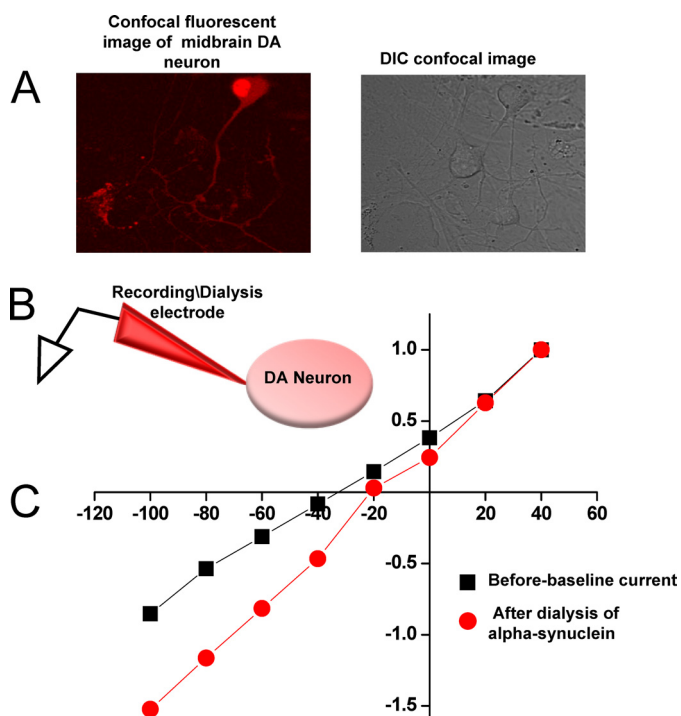 Confocal fluorescent
image of  midbrain DA
neuron
DIC confocal image
A
B
Recording\Dialysis
electrode
DA Neuron
C
1.0
0.5
-120 -100 -80 -60 -40 -20 20 40 60
-0.5
-1.0
-1.5
Before-baseline current
After dialysis of
alpha-synuclein